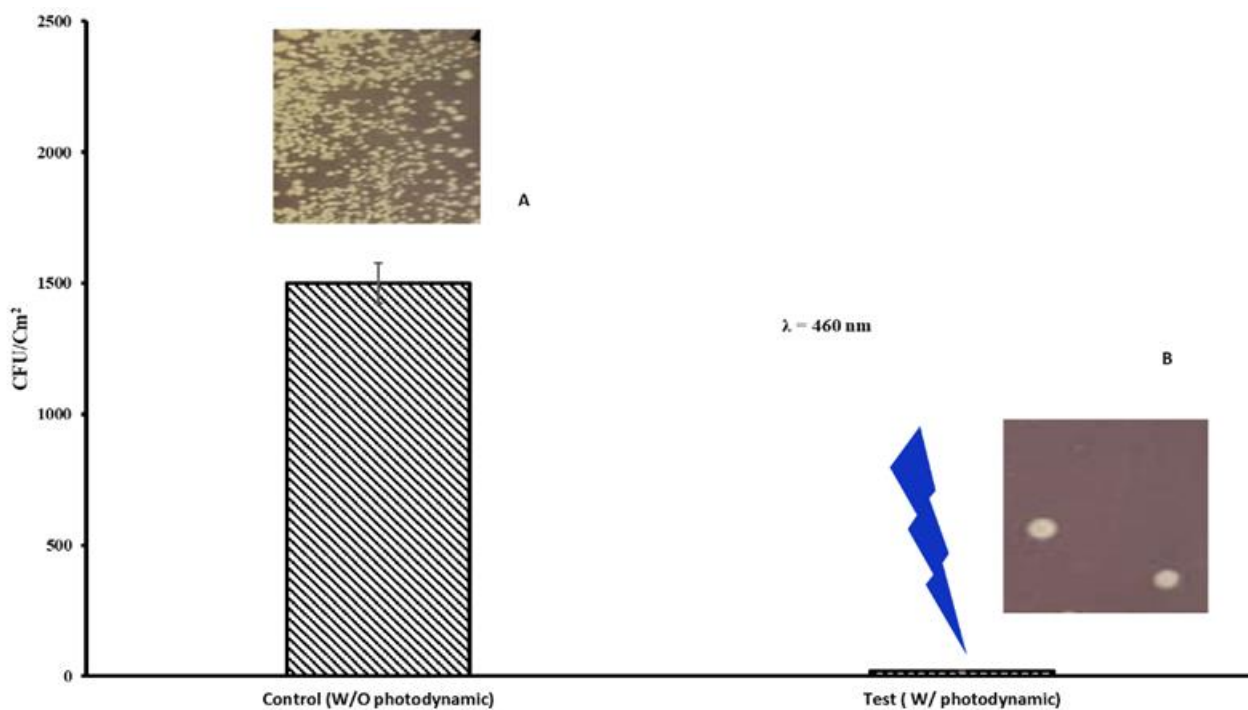 2500
2000
A
1500
λ = 460 nm
B
CFU/Cm²
1000
500
0
Control (W/O photodynamic)
Test ( W/ photodynamic)